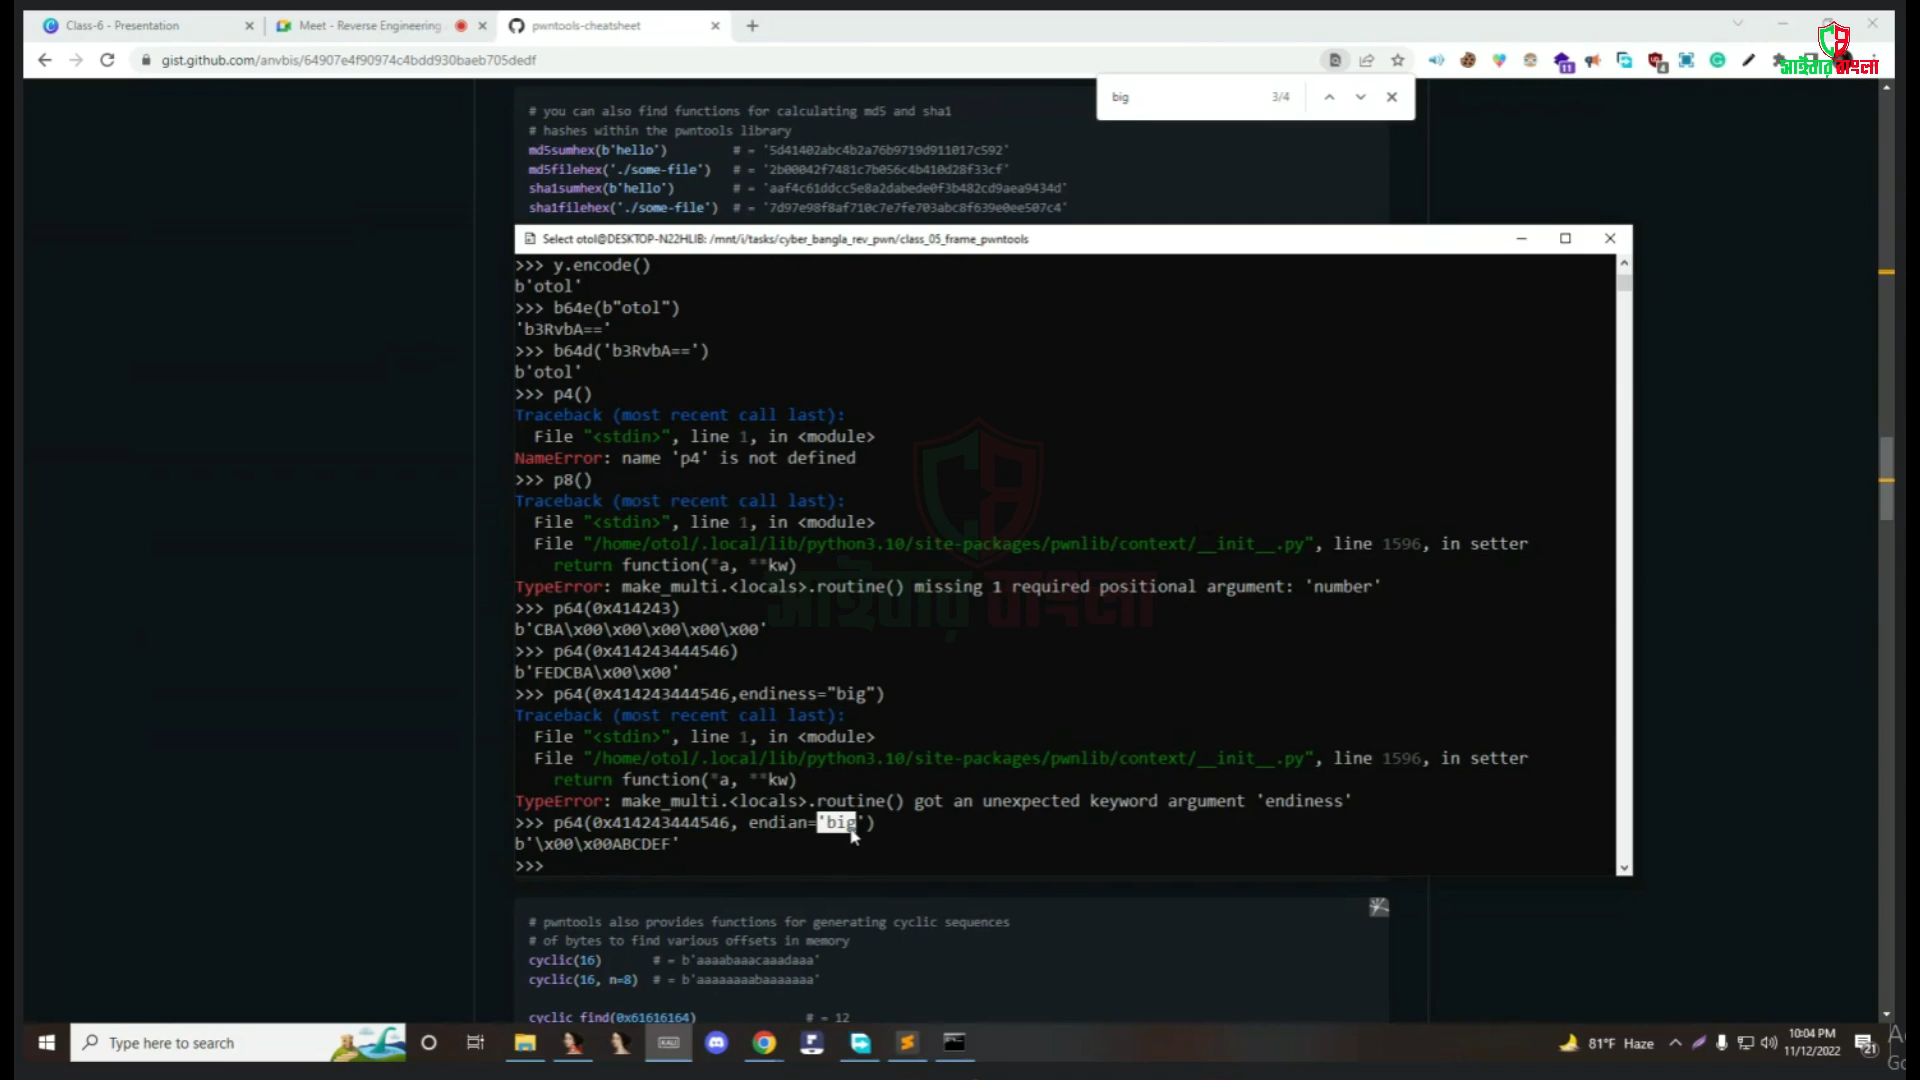 Class-6 - Presentation
Meet - Reverse Engineering
pwntools-cheatsheet
gist.github.com/anvbis/64907e4f90974c4bdd930baeb705dedf
সাইবার বাংলা
big 3/4
# you can also find functions for calculating md5 and sha1
# hashes within the pwntools library
md5sumhex(b'hello') # = '5d41402abc4b2a76b9719d911017c592'
md5filehex('./some-file') # = '2b00042f7481c7b056c4b410d28f33cf'
sha1sumhex(b'hello') # = 'aaf4c61ddcc5e8a2dabede0f3b482cd9aea9434d'
sha1filehex('./some-file') # = '7d97e98f8af710c7e7fe703abc8f639e0ee507c4'
Select otol@DESKTOP-N22HLIB: /mnt/i/tasks/cyber_bangla_rev_pwn/class_05_frame_pwntools
>>> y.encode()
b'otol'
>>> b64e(b"otol")
'b3RvbA=='
>>> b64d('b3RvbA==')
b'otol'
>>> p4()
Traceback (most recent call last):
File "<stdin>", line 1, in <module>
NameError: name 'p4' is not defined
>>> p8()
Traceback (most recent call last):
File "<stdin>", line 1, in <module>
File "/home/otol/.local/lib/python3.10/site-packages/pwnlib/context/__init__.py", line 1596, in setter
return function(*a, **kw)
TypeError: make_multi.<locals>.routine() missing 1 required positional argument: 'number'
>>> p64(0x414243)
b'CBA\x00\x00\x00\x00\x00'
>>> p64(0x414243444546)
b'FEDCBA\x00\x00'
>>> p64(0x414243444546,endiness="big")
Traceback (most recent call last):
File "<stdin>", line 1, in <module>
File "/home/otol/.local/lib/python3.10/site-packages/pwnlib/context/__init__.py", line 1596, in setter
return function(*a, **kw)
TypeError: make_multi.<locals>.routine() got an unexpected keyword argument 'endiness'
>>> p64(0x414243444546, endian='big')
b'\x00\x00ABCDEF'
>>>
সাইবার বাংলা
# pwntools also provides functions for generating cyclic sequences
# of bytes to find various offsets in memory
cyclic(16) # = b'aaaabaaacaaadaaa'
cyclic(16, n=8) # = b'aaaaaaaabaaaaaaa'
cyclic_find(0x61616164) # = 12
Type here to search
81°F Haze
10:04 PM
11/12/2022
21